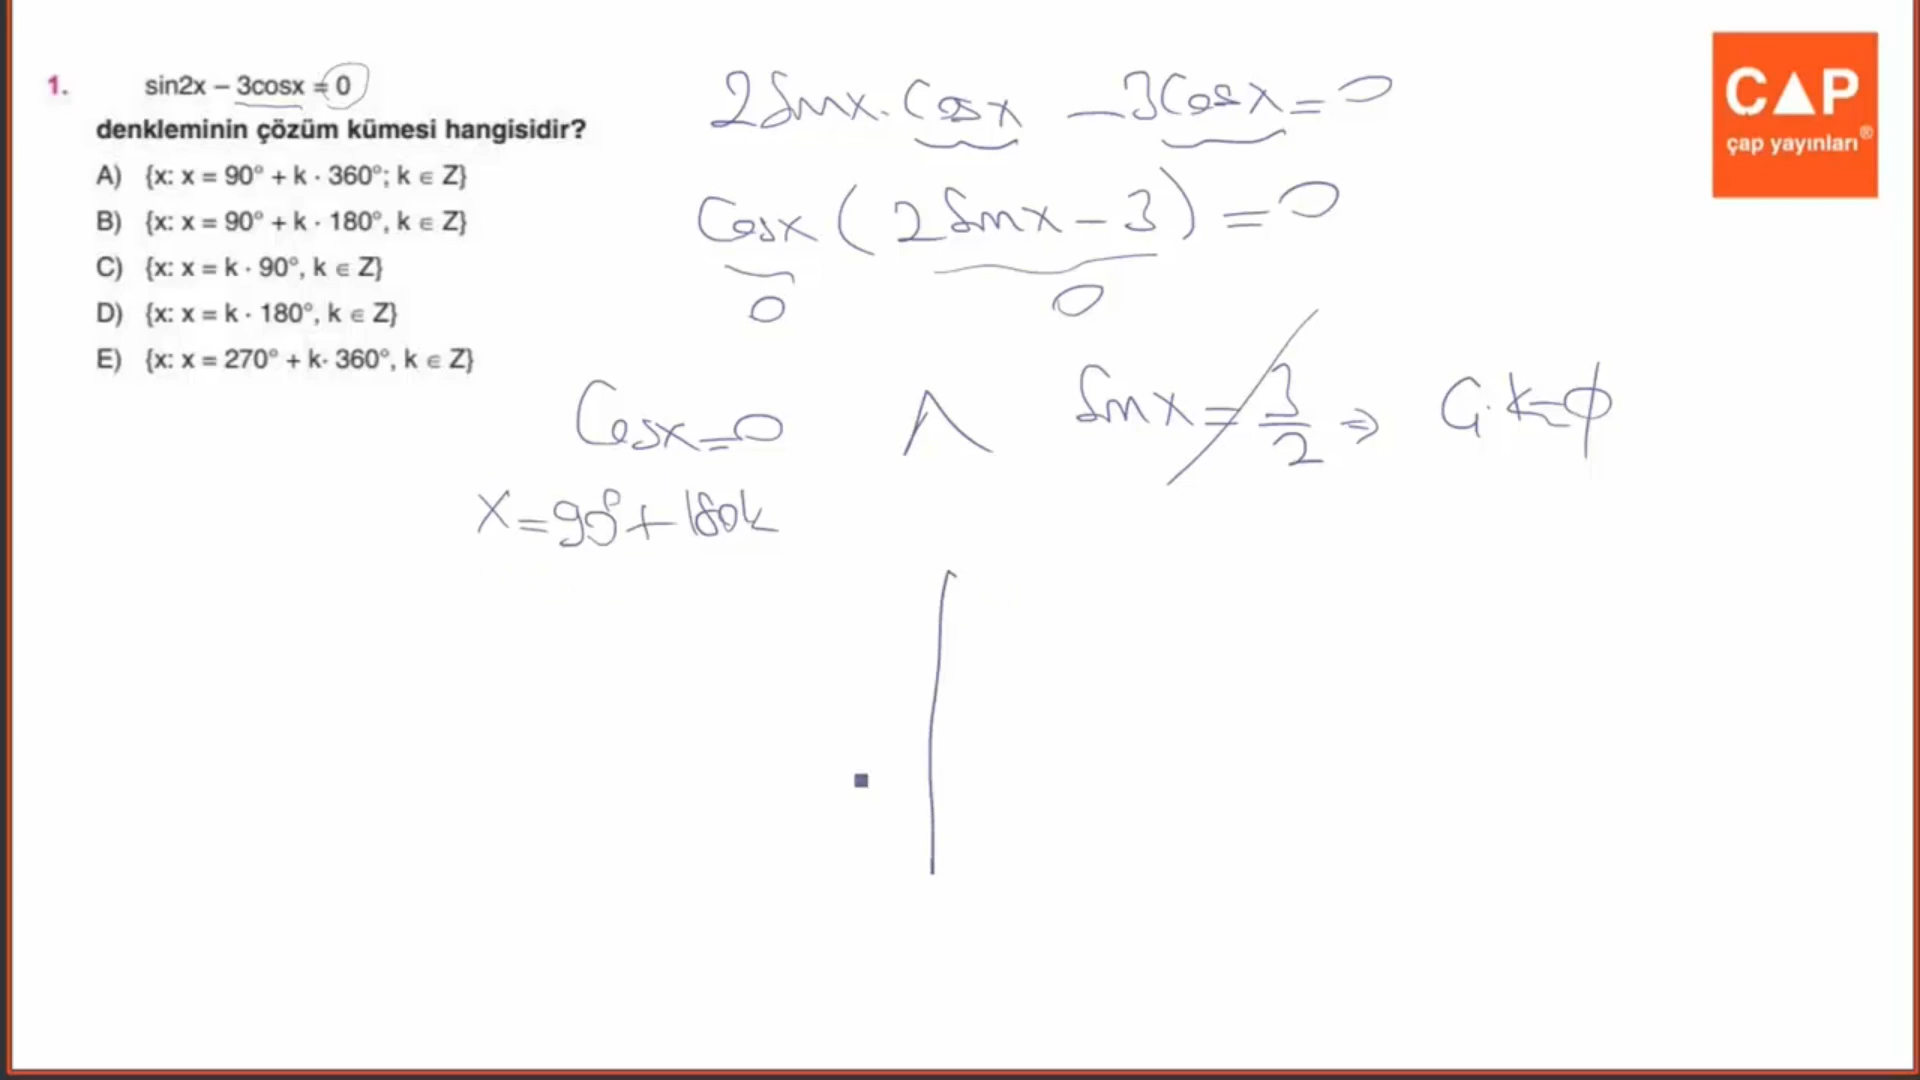 1. sin2x – 3cosx = 0
denkleminin çözüm kümesi hangisidir?
A) {x: x = 90° + k · 360°; k ∈ Z}
B) {x: x = 90° + k · 180°, k ∈ Z}
C) {x: x = k · 90°, k ∈ Z}
D) {x: x = k · 180°, k ∈ Z}
E) {x: x = 270° + k· 360°, k ∈ Z}
2Sinx. Cosx – 3Cosx = 0
Cosx ( 2Sinx – 3 ) = 0
0 0
Cosx = 0 ∧ Sinx = 3/2 ⇒ Ç.K = ϕ
x = 90° + 180k
ÇAP
çap yayınları®